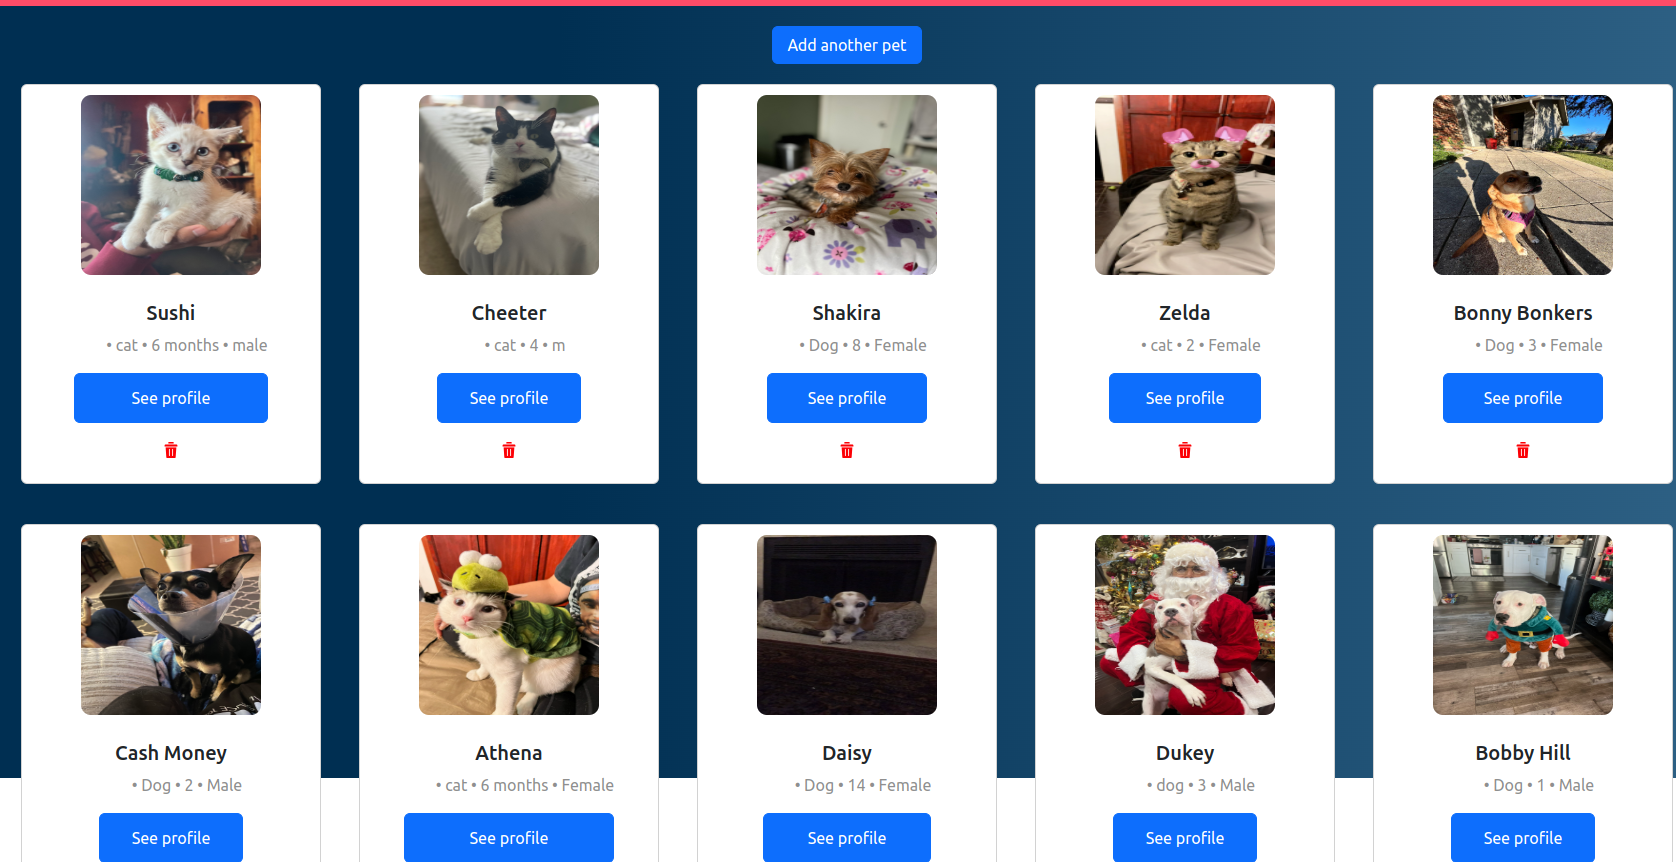 Add another pet
Sushi
• cat • 6 months • male
See profile
Cheeter
• cat • 4 • m
See profile
Shakira
• Dog • 8 • Female
See profile
Zelda
• cat • 2 • Female
See profile
Bonny Bonkers
• Dog • 3 • Female
See profile
Cash Money
• Dog • 2 • Male
See profile
Athena
• cat • 6 months • Female
See profile
Daisy
• Dog • 14 • Female
See profile
Dukey
• dog • 3 • Male
See profile
Bobby Hill
• Dog • 1 • Male
See profile